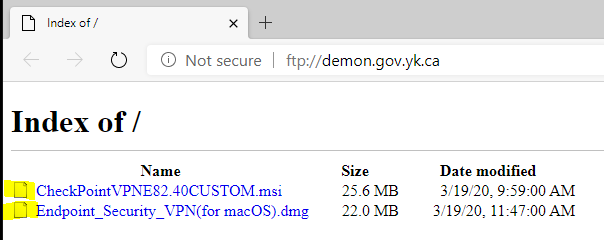 Index of /
Not secure | ftp://demon.gov.yk.ca
Index of /
Name Size Date modified
CheckPointVPNE82.40CUSTOM.msi 25.6 MB 3/19/20, 9:59:00 AM
Endpoint_Security_VPN(for macOS).dmg 22.0 MB 3/19/20, 11:47:00 AM